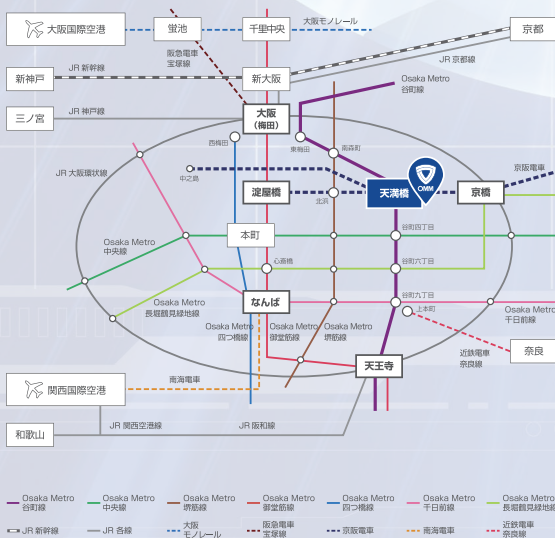 大阪国際空港
蛍池
千里中央
大阪モノレール
京都
阪急電車
宝塚線
新神戸
JR 新幹線
新大阪
JR 京都線
Osaka Metro
谷町線
三ノ宮
JR 神戸線
大阪
(梅田)
西梅田
東梅田
南森町
JR 大阪環状線
中之島
淀屋橋
北浜
天満橋
OMM
京橋
京阪電車
Osaka Metro
中央線
本町
谷町四丁目
心斎橋
谷町六丁目
Osaka Metro
長堀鶴見緑地線
なんば
谷町九丁目
上本町
Osaka Metro
四つ橋線
Osaka Metro
御堂筋線
Osaka Metro
堺筋線
Osaka Metro
千日前線
近鉄電車
奈良線
奈良
天王寺
南海電車
関西国際空港
和歌山
JR 関西空港線
JR 阪和線
Osaka Metro
谷町線
Osaka Metro
中央線
Osaka Metro
堺筋線
Osaka Metro
御堂筋線
Osaka Metro
四つ橋線
Osaka Metro
千日前線
Osaka Metro
長堀鶴見緑地線
JR 新幹線
JR 各線
大阪
モノレール
阪急電車
宝塚線
京阪電車
南海電車
近鉄電車
奈良線